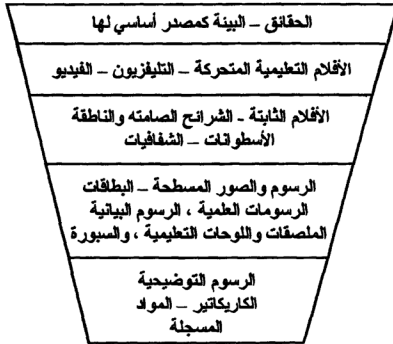 الحقائق – البيئة كمصدر أساسي لها
الأفلام التعليمية المتحركة – التليفزيون – الفيديو
الأفلام الثابتة - الشرائح الصامته والناطقة
الأسطوانات – الشفافيات
الرسوم والصور المسطحة – البطاقات
الرسومات العلمية ، الرسوم البيانية
الملصقات واللوحات التعليمية ، والسبورة
الرسوم التوضيحية
الكاريكاتير – المواد
المسجلة